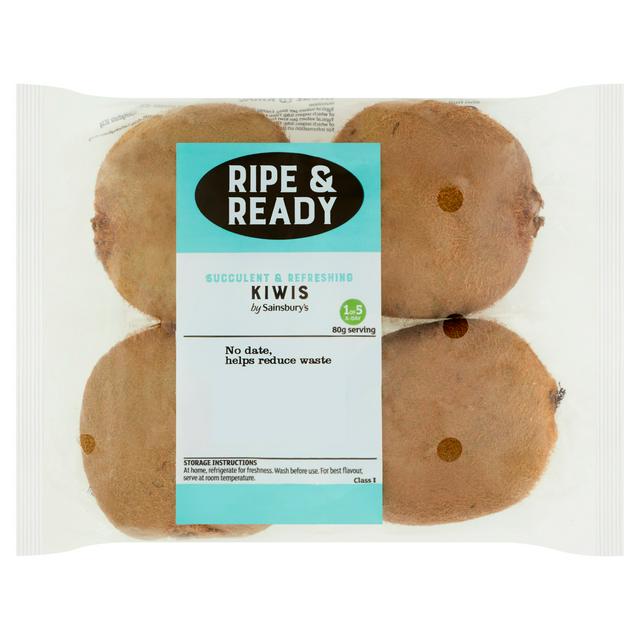 RIPE &
READY
SUCCULENT & REFRESHING
KIWIS
by Sainsbury's
1 OF 5
A-DAY
80g serving
No date,
helps reduce waste
STORAGE INSTRUCTIONS
At home, refrigerate for freshness. Wash before use. For best flavour,
serve at room temperature.
Class I